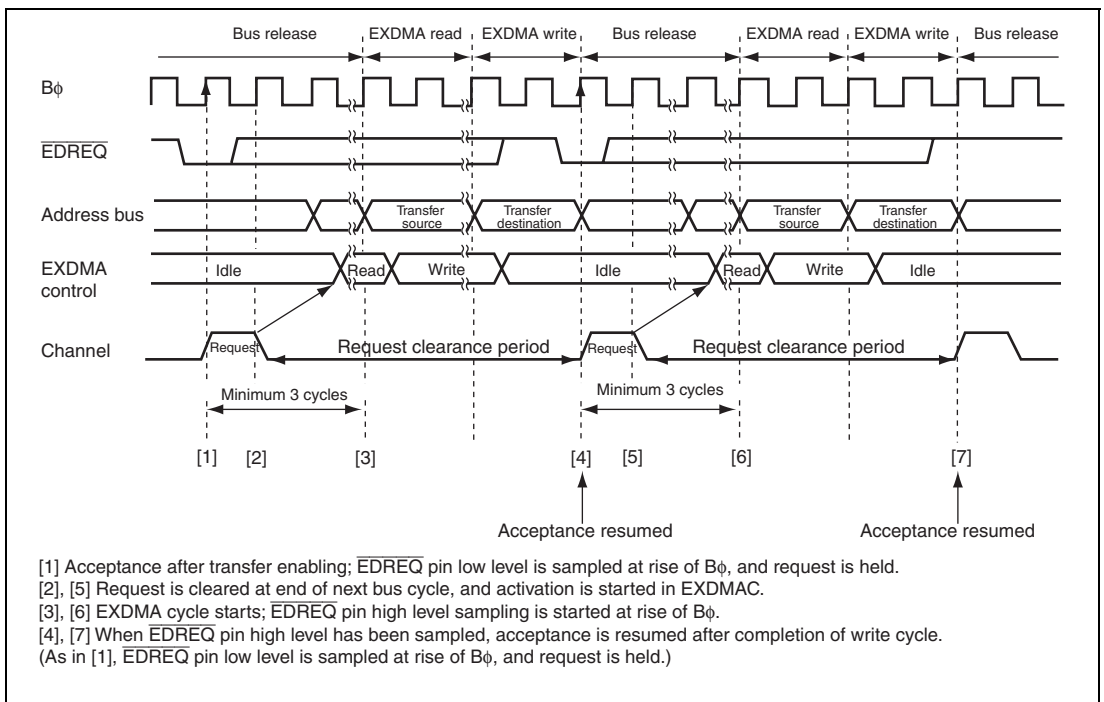 Bus release EXDMA read EXDMA write Bus release EXDMA read EXDMA write Bus release
Bϕ
EDREQ
Address bus Transfer source Transfer destination Transfer source Transfer destination
EXDMA control Idle Read Write Idle Read Write Idle
Channel Request Request clearance period Request Request clearance period
Minimum 3 cycles Minimum 3 cycles
[1] [2] [3] [4] [5] [6] [7]
Acceptance resumed Acceptance resumed
[1] Acceptance after transfer enabling; EDREQ pin low level is sampled at rise of Bϕ, and request is held.
[2], [5] Request is cleared at end of next bus cycle, and activation is started in EXDMAC.
[3], [6] EXDMA cycle starts; EDREQ pin high level sampling is started at rise of Bϕ.
[4], [7] When EDREQ pin high level has been sampled, acceptance is resumed after completion of write cycle.
(As in [1], EDREQ pin low level is sampled at rise of Bϕ, and request is held.)